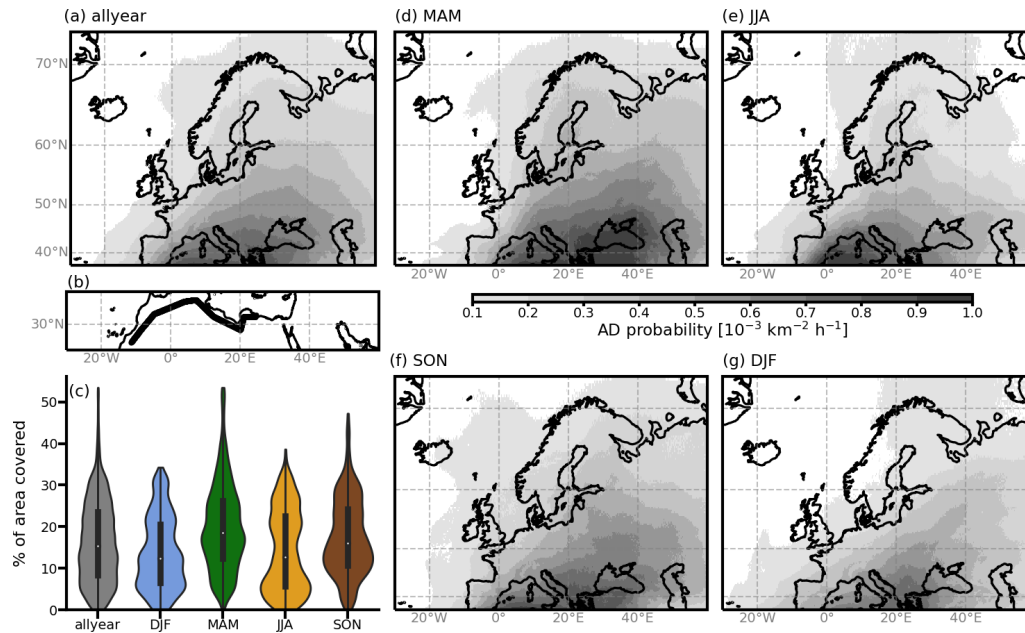 (a) allyear
(d) MAM
(e) JJA
70°N
60°N
50°N
40°N
20°W 0° 20°E 40°E
20°W 0° 20°E 40°E
(b)
30°N
20°W 0° 20°E 40°E
0.1 0.2 0.3 0.4 0.5 0.6 0.7 0.8 0.9 1.0
AD probability [10⁻³ km⁻² h⁻¹]
(f) SON
(g) DJF
(c)
% of area covered
50
40
30
20
10
0
allyear DJF MAM JJA SON
20°W 0° 20°E 40°E
20°W 0° 20°E 40°E